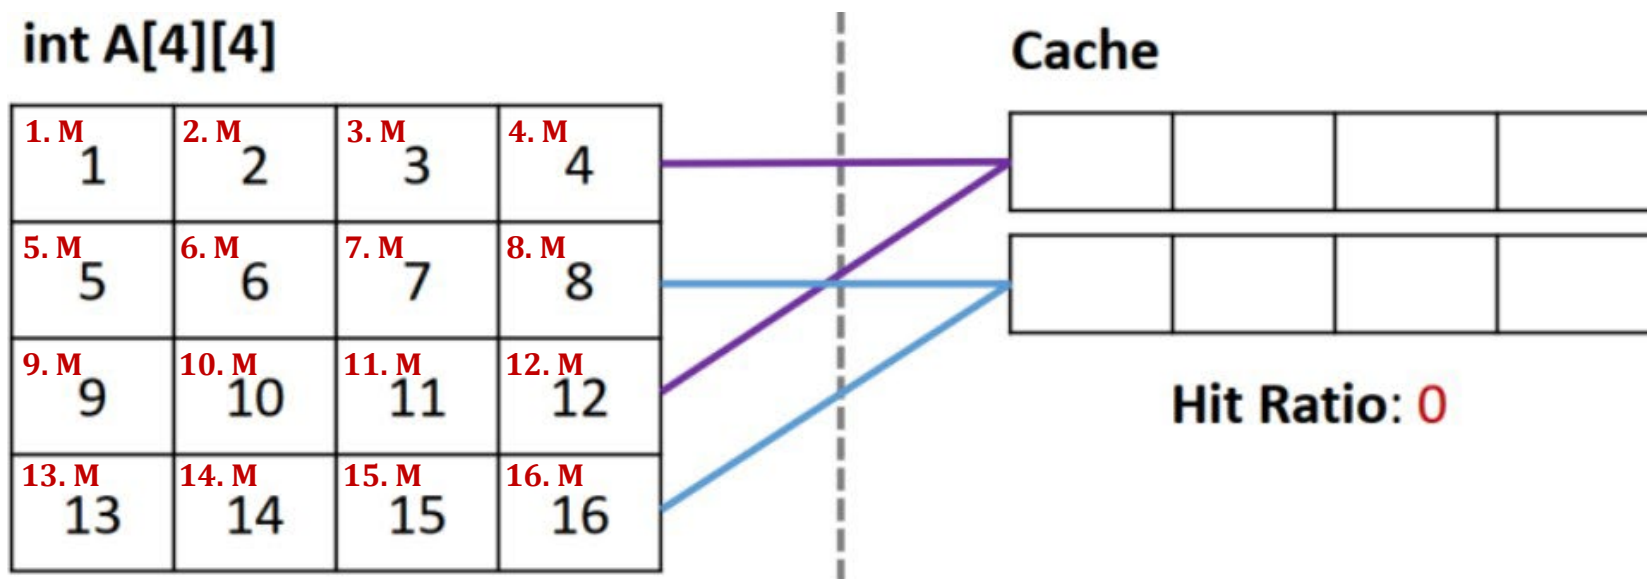 int A[4][4]
Cache
1. M 2. M 3. M 4. M
1 2 3 4
5. M 6. M 7. M 8. M
5 6 7 8
9. M 10. M 11. M 12. M
9 10 11 12
13. M 14. M 15. M 16. M
13 14 15 16
Hit Ratio: 0